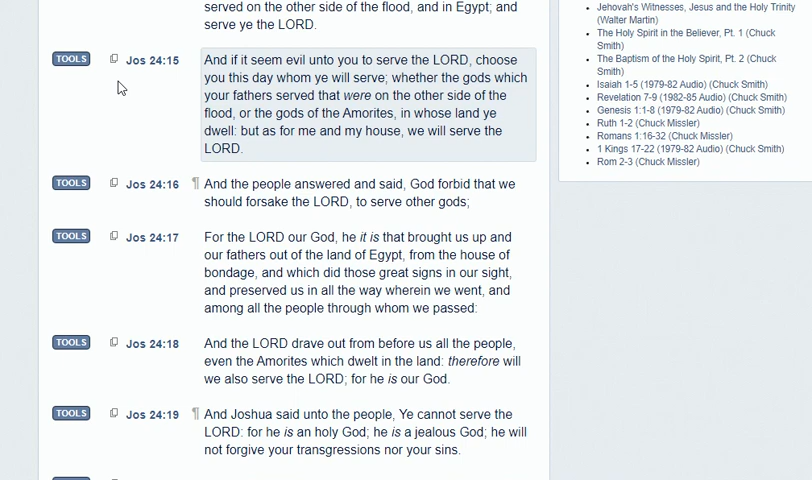 served on the other side of the flood, and in Egypt; and
serve ye the LORD.
TOOLS Jos 24:15 And if it seem evil unto you to serve the LORD, choose
you this day whom ye will serve; whether the gods which
your fathers served that were on the other side of the
flood, or the gods of the Amorites, in whose land ye
dwell: but as for me and my house, we will serve the
LORD.
TOOLS Jos 24:16 ¶ And the people answered and said, God forbid that we
should forsake the LORD, to serve other gods;
TOOLS Jos 24:17 For the LORD our God, he it is that brought us up and
our fathers out of the land of Egypt, from the house of
bondage, and which did those great signs in our sight,
and preserved us in all the way wherein we went, and
among all the people through whom we passed:
TOOLS Jos 24:18 And the LORD drave out from before us all the people,
even the Amorites which dwelt in the land: therefore will
we also serve the LORD; for he is our God.
TOOLS Jos 24:19 ¶ And Joshua said unto the people, Ye cannot serve the
LORD: for he is an holy God; he is a jealous God; he will
not forgive your transgressions nor your sins.
Jehovah's Witnesses, Jesus and the Holy Trinity
(Walter Martin)
The Holy Spirit in the Believer, Pt. 1 (Chuck
Smith)
The Baptism of the Holy Spirit, Pt. 2 (Chuck
Smith)
Isaiah 1-5 (1979-82 Audio) (Chuck Smith)
Revelation 7-9 (1982-85 Audio) (Chuck Smith)
Genesis 1:1-8 (1979-82 Audio) (Chuck Smith)
Ruth 1-2 (Chuck Missler)
Romans 1:16-32 (Chuck Missler)
1 Kings 17-22 (1979-82 Audio) (Chuck Smith)
Rom 2-3 (Chuck Missler)